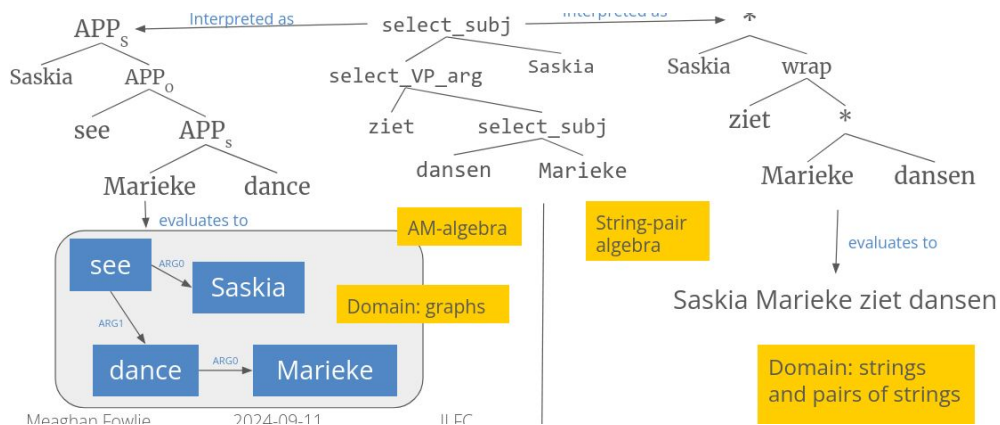 Interpreted as
Interpreted as
APPs
select_subj
*
Saskia
APPo
select_VP_arg
Saskia
Saskia
wrap
see
APPs
ziet
select_subj
ziet
*
Marieke
dance
dansen
Marieke
Marieke
dansen
evaluates to
AM-algebra
String-pair
algebra
evaluates to
see
ARG0
Saskia
Domain: graphs
Saskia Marieke ziet dansen
ARG1
dance
ARG0
Marieke
Domain: strings
and pairs of strings
Meaghan Fowlie
2024-09-11